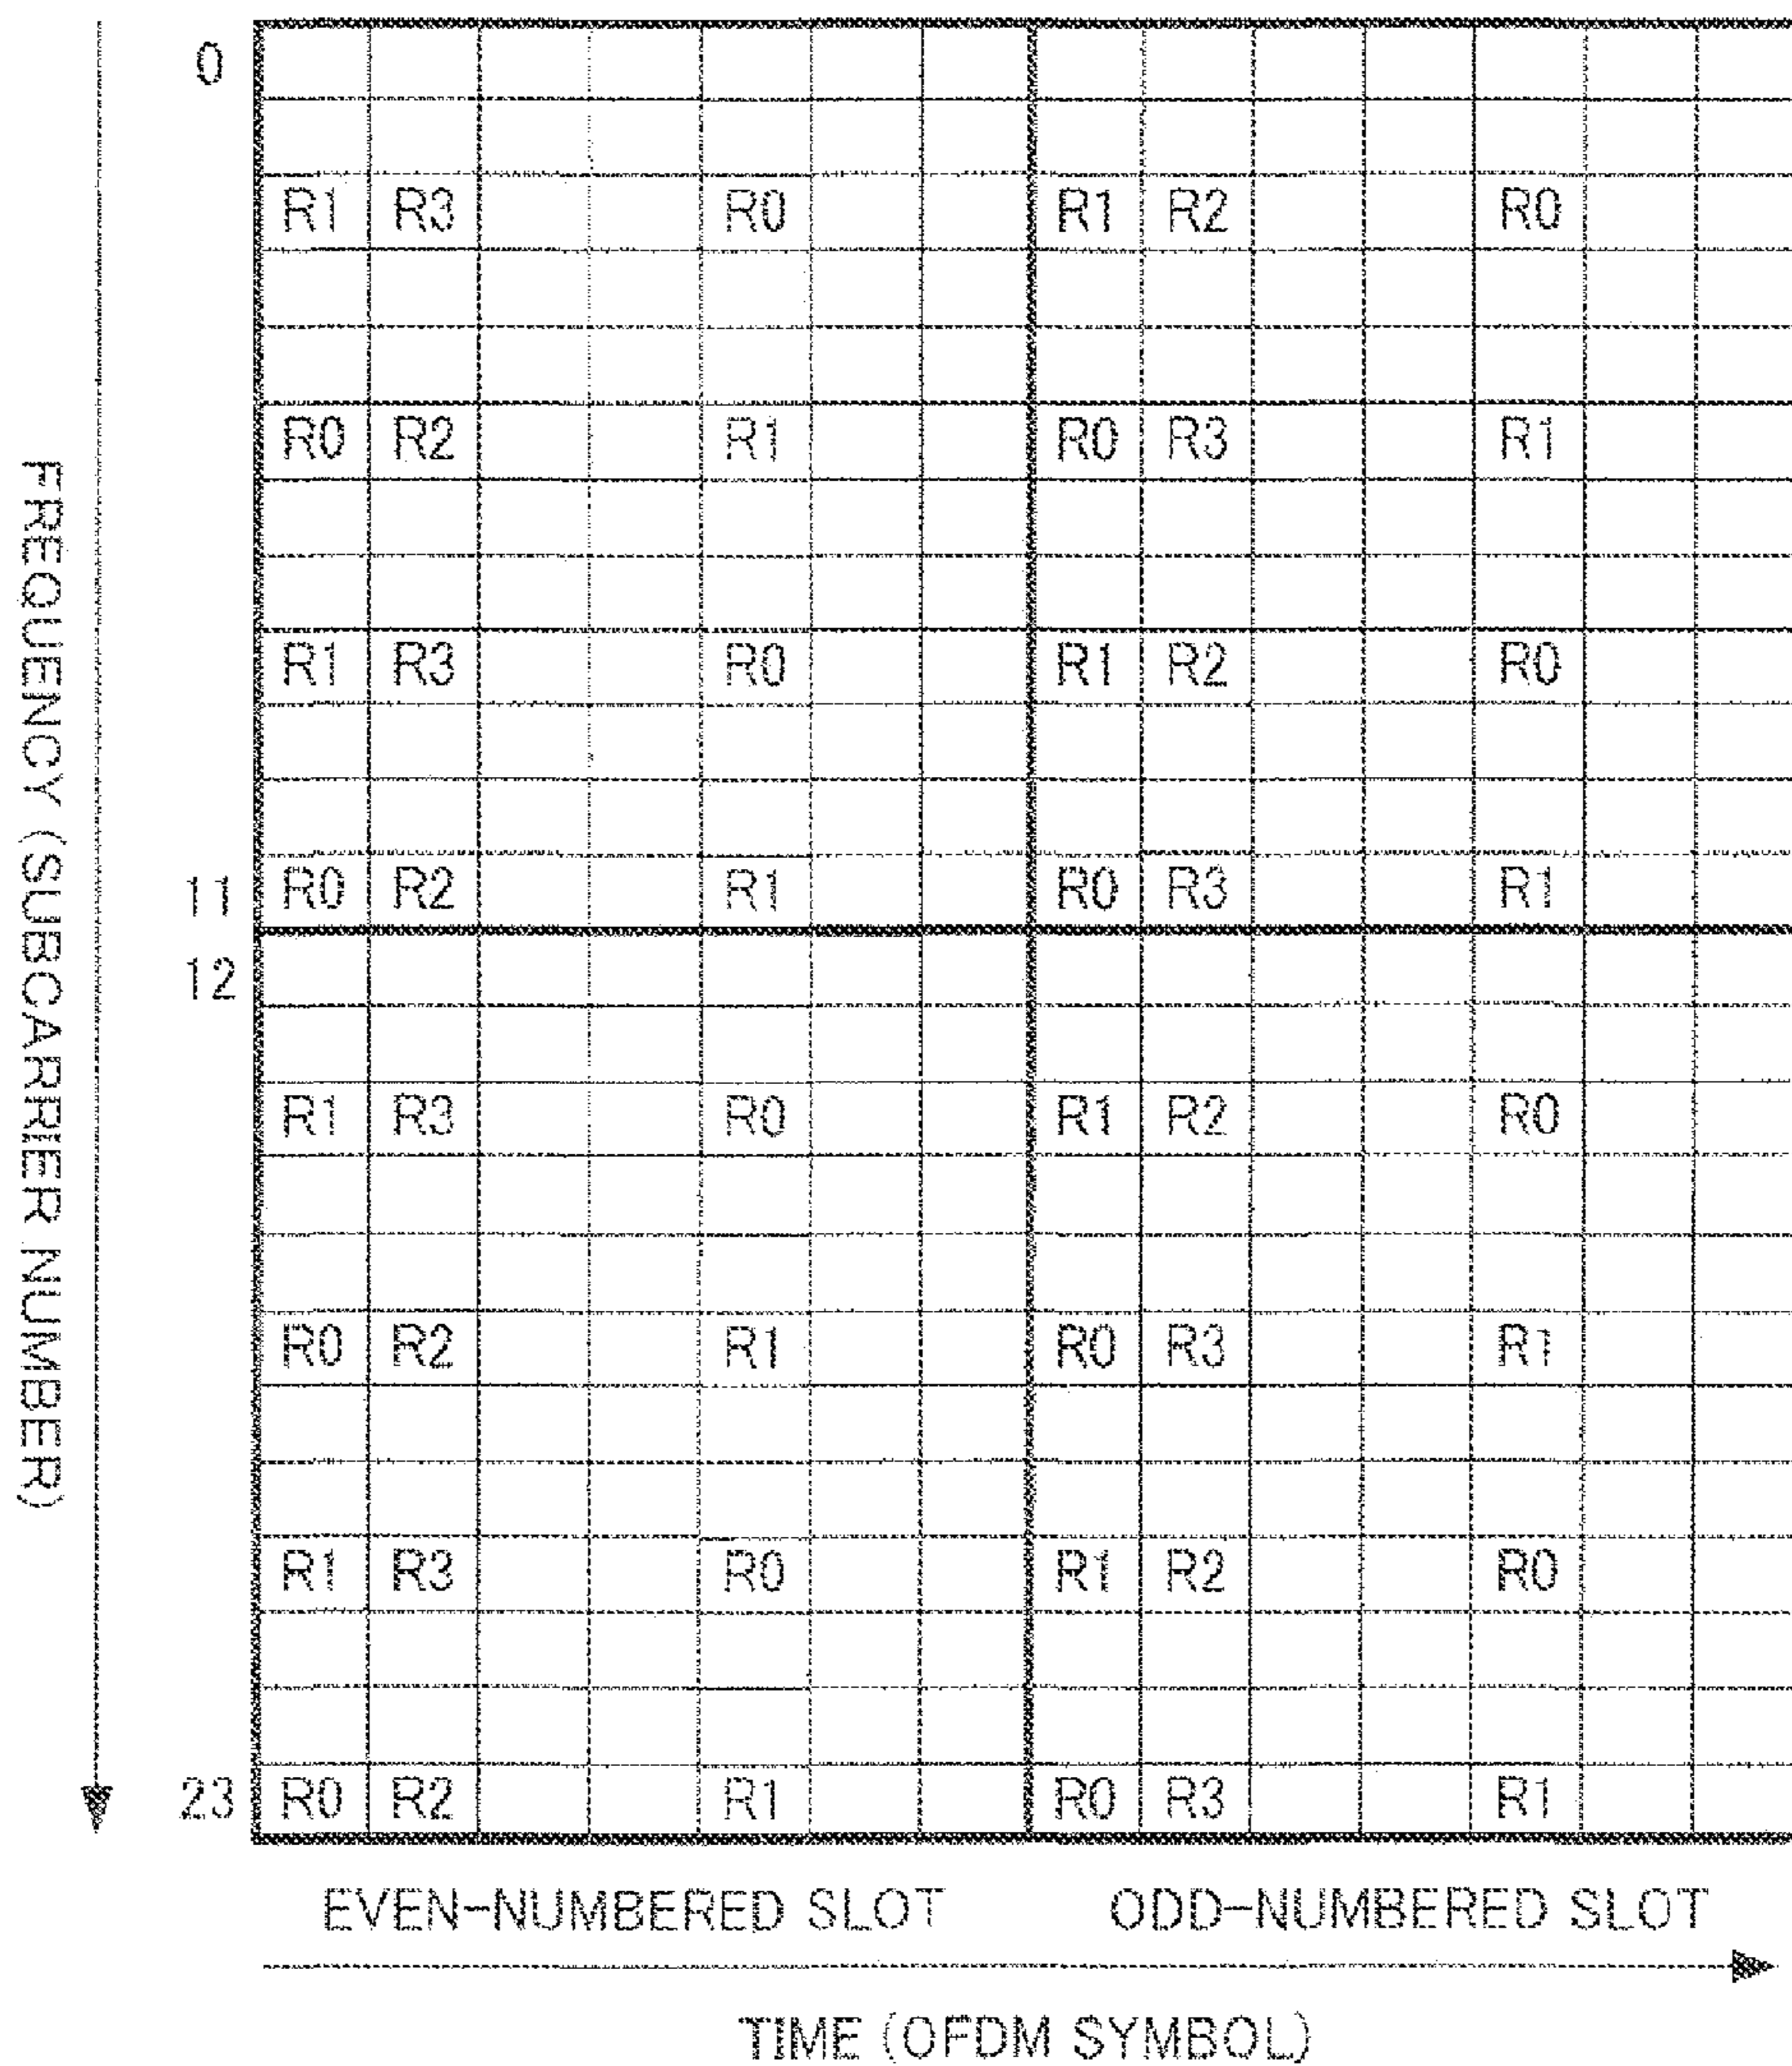 FREQUENCY (SUBCARRIER NUMBER)
0
R1 R3 R0 R1 R2 R0
R0 R2 R1 R0 R3 R1
R1 R3 R0 R1 R2 R0
11 R0 R2 R1 R0 R3 R1
12
R1 R3 R0 R1 R2 R0
R0 R2 R1 R0 R3 R1
R1 R3 R0 R1 R2 R0
23 R0 R2 R1 R0 R3 R1
EVEN-NUMBERED SLOT ODD-NUMBERED SLOT
TIME (OFDM SYMBOL)